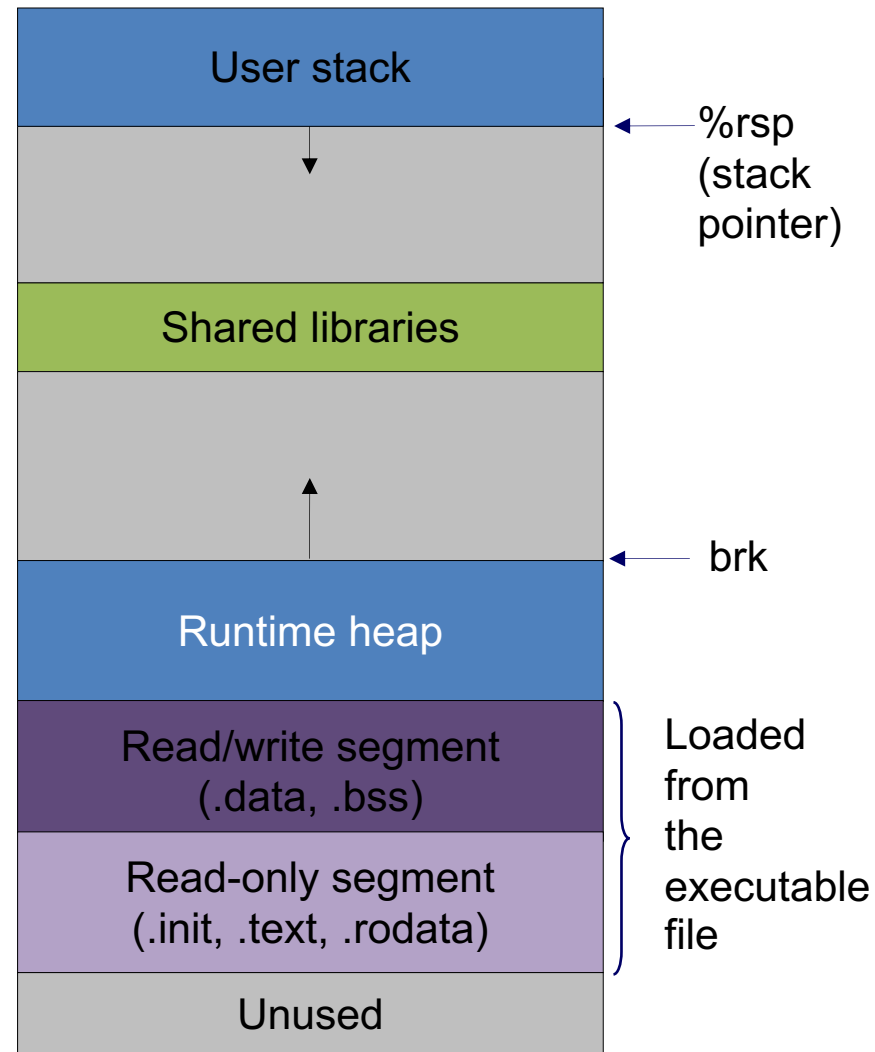 User stack
%rsp
(stack
pointer)
Shared libraries
brk
Runtime heap
Read/write segment
(.data, .bss)
Read-only segment
(.init, .text, .rodata)
Loaded
from
the
executable
file
Unused